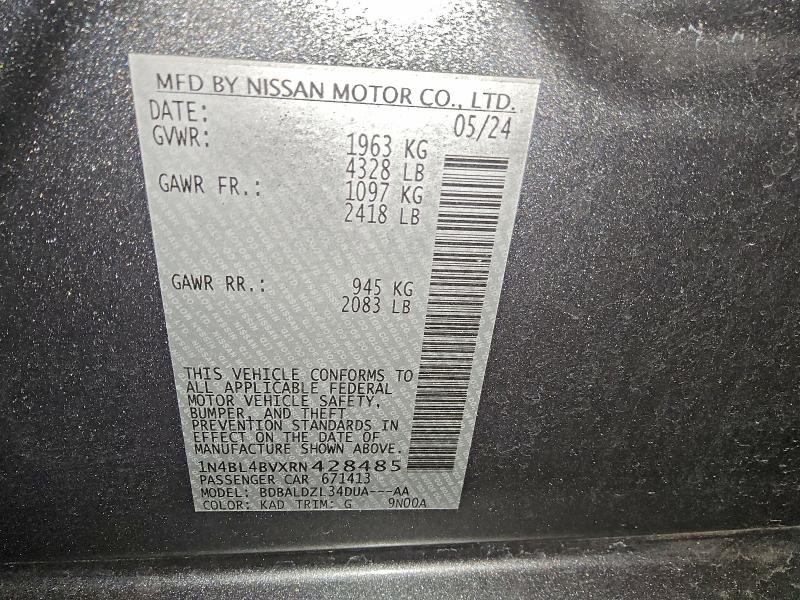 MFD BY NISSAN MOTOR CO., LTD.
DATE: 05/24
GVWR: 1963 KG
4328 LB
GAWR FR.: 1097 KG
2418 LB
GAWR RR.: 945 KG
2083 LB
THIS VEHICLE CONFORMS TO
ALL APPLICABLE FEDERAL
MOTOR VEHICLE SAFETY,
BUMPER, AND THEFT
PREVENTION STANDARDS IN
EFFECT ON THE DATE OF
MANUFACTURE SHOWN ABOVE.
1N4BL4BVXRN428485
PASSENGER CAR 671413
MODEL: BDBALDZL34DUA---AA
COLOR: KAD TRIM: G 9N00A